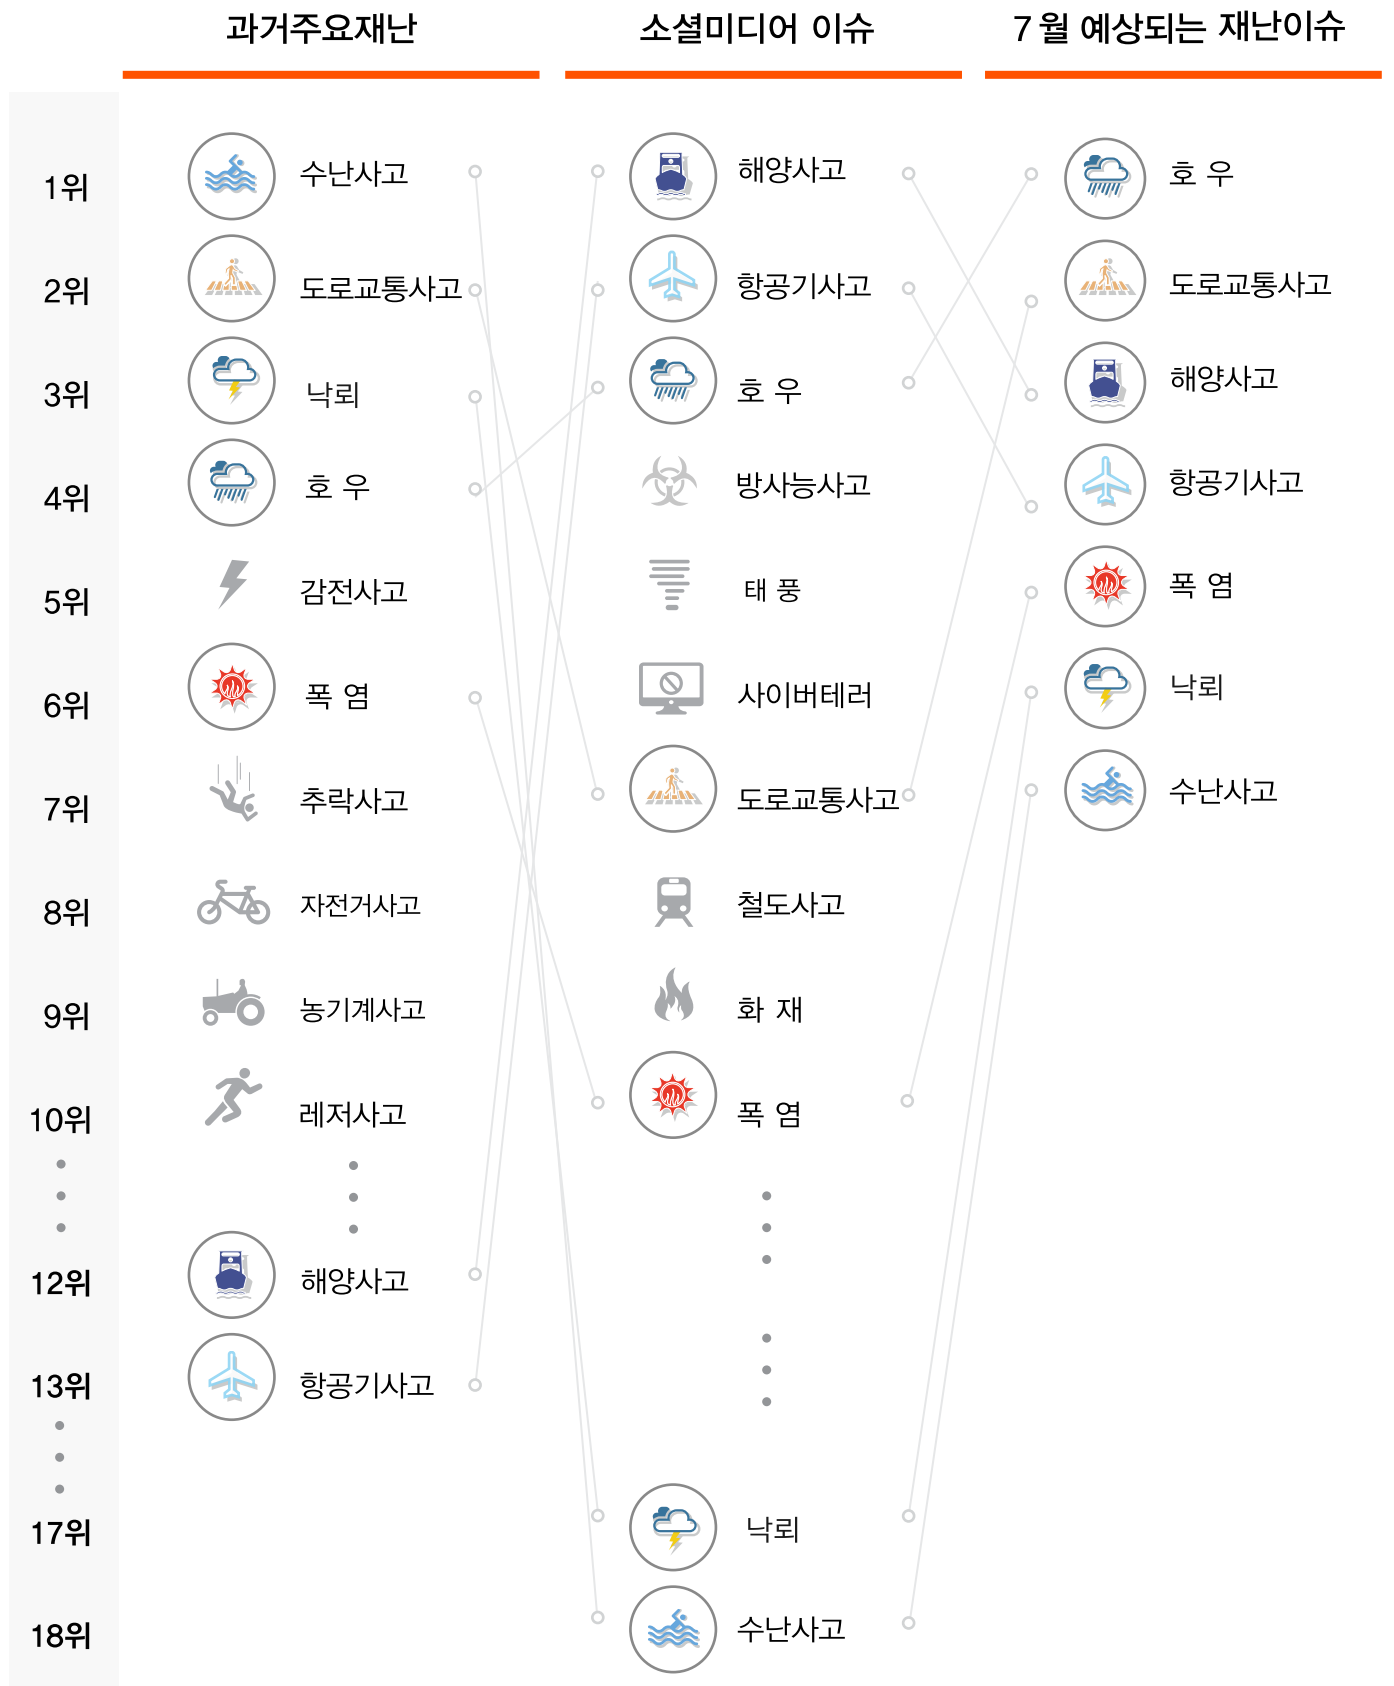 과거주요재난 소셜미디어 이슈 7월 예상되는 재난이슈
1위 수난사고 해양사고 호 우
2위 도로교통사고 항공기사고 도로교통사고
3위 낙뢰 호 우 해양사고
4위 호 우 방사능사고 항공기사고
5위 감전사고 태 풍 폭 염
6위 폭 염 사이버테러 낙뢰
7위 추락사고 도로교통사고 수난사고
8위 자전거사고 철도사고
9위 농기계사고 화 재
10위 레저사고 폭 염
12위 해양사고
13위 항공기사고
17위 낙뢰
18위 수난사고